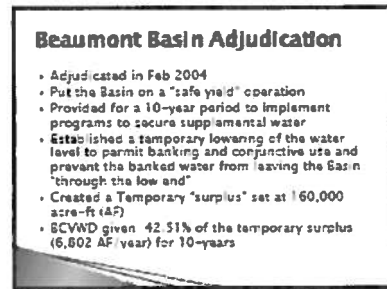 Beaumont Basin Adjudication
• Adjudicated in Feb 2004
• Put the Basin on a "safe yield" operation
• Provided for a 10-year period to implement
programs to secure supplemental water
• Established a temporary lowering of the water
level to permit banking and conjunctive use and
prevent the banked water from leaving the Basin
"through the low end"
• Created a Temporary "surplus" set at 160,000
acre-ft (AF)
• BCVWD given 42.51% of the temporary surplus
(6,802 AF/year) for 10-years